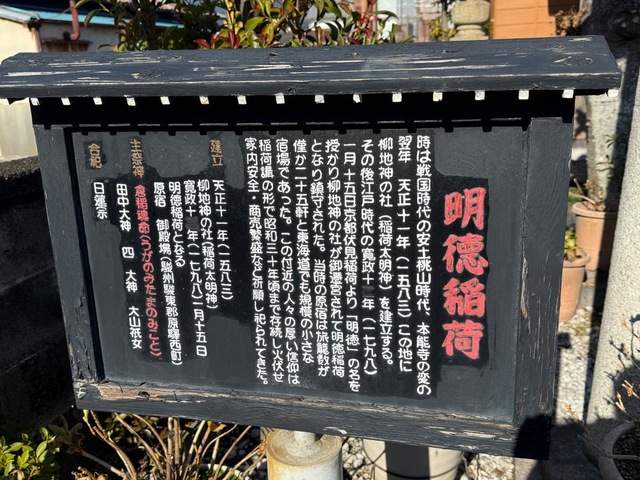 明徳稲荷
時は戦国時代の安土桃山時代、本能寺の変の
翌年 天正十一年(一五八三)この地に
柳地神の社(稲荷太明神)を建立する。
その後江戸時代の寛政十一年(一七九八)
一月十五日京都伏見稲荷より「明徳」の名を
授かり柳地神の社が御遷宮されて明徳稲荷
となり鎮守された。当時の原宿は旅籠数が
僅か二十五軒と東海道でも規模の小さな
宿場であった。この付近の人々の厚い信仰は
稲荷講の形で昭和三十年頃まで存続し火伏せ
家内安全・商売繁盛など祈願し祀られてきた。
建立 天正十一年(一五八三)
柳地神の社(稲荷太明神)
寛政十一年(一七九八)一月十五日
明徳稲荷となる
原宿 御殿場(駿州駿東郡原驛西町)
主祭神 倉稲魂命(うがのみたまのみこと)
田中大神 四大神 大山祇女
合祀 日蓮宗